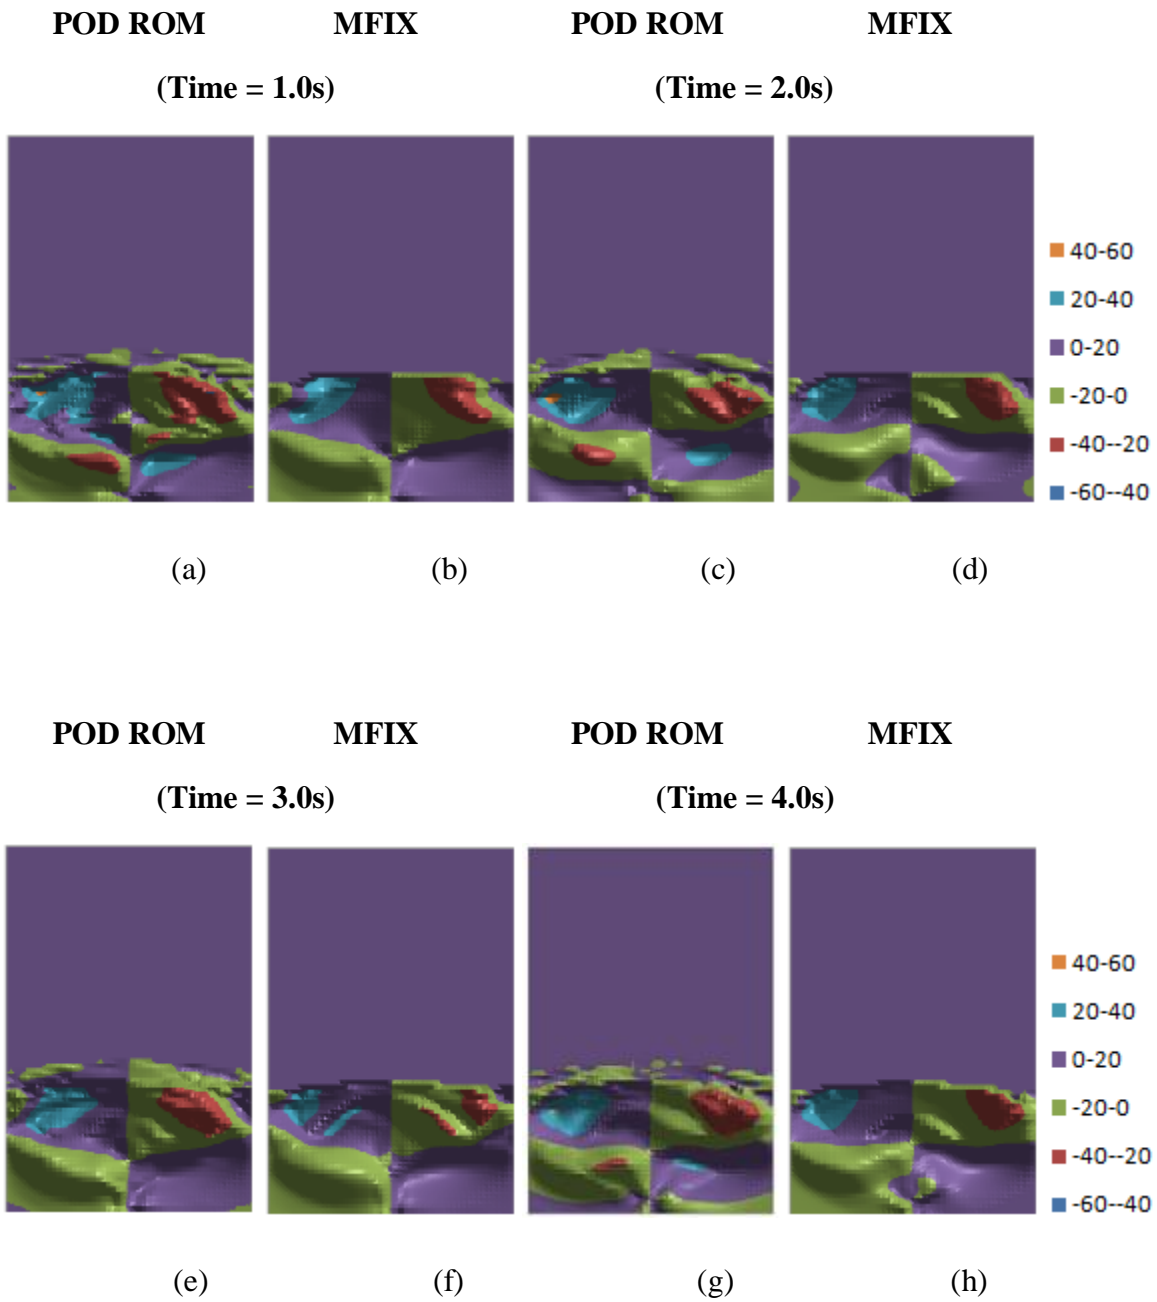 POD ROM MFIX POD ROM MFIX
(Time = 1.0s) (Time = 2.0s)
40-60
20-40
0-20
-20-0
-40--20
-60--40
(a) (b) (c) (d)
POD ROM MFIX POD ROM MFIX
(Time = 3.0s) (Time = 4.0s)
40-60
20-40
0-20
-20-0
-40--20
-60--40
(e) (f) (g) (h)